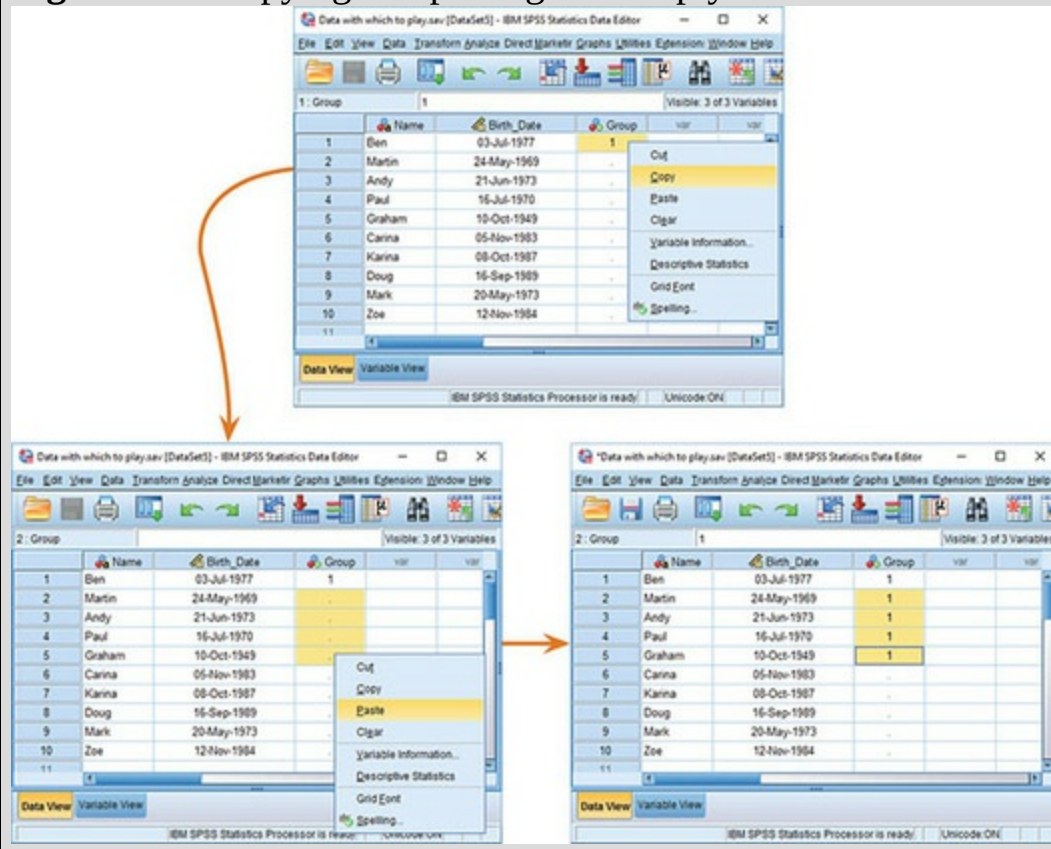 Data with which to play.sav [DataSet5] - IBM SPSS Statistics Data Editor
File Edit View Data Transform Analyze Direct Marketir Graphs Utilities Extension: Window Help
1 : Group 1 Visible: 3 of 3 Variables
Name Birth_Date Group var var
1 Ben 03-Jul-1977 1
2 Martin 24-May-1969 .
3 Andy 21-Jun-1973 .
4 Paul 16-Jul-1970 .
5 Graham 10-Oct-1949 .
6 Carina 05-Nov-1983 .
7 Karina 08-Oct-1987 .
8 Doug 16-Sep-1989 .
9 Mark 20-May-1973 .
10 Zoe 12-Nov-1984 .
11
Cut
Copy
Paste
Clear
Variable Information...
Descriptive Statistics
Grid Font
Spelling...
Data View Variable View
IBM SPSS Statistics Processor is ready Unicode:ON
Data with which to play.sav [DataSet5] - IBM SPSS Statistics Data Editor
File Edit View Data Transform Analyze Direct Marketir Graphs Utilities Extension: Window Help
2 : Group Visible: 3 of 3 Variables
Name Birth_Date Group var var
1 Ben 03-Jul-1977 1
2 Martin 24-May-1969 .
3 Andy 21-Jun-1973 .
4 Paul 16-Jul-1970 .
5 Graham 10-Oct-1949 .
6 Carina 05-Nov-1983 .
7 Karina 08-Oct-1987 .
8 Doug 16-Sep-1989 .
9 Mark 20-May-1973 .
10 Zoe 12-Nov-1984 .
11
Cut
Copy
Paste
Clear
Variable Information...
Descriptive Statistics
Grid Font
Spelling...
Data View Variable View
IBM SPSS Statistics Processor is ready Unicode:ON
*Data with which to play.sav [DataSet5] - IBM SPSS Statistics Data Editor
File Edit View Data Transform Analyze Direct Marketir Graphs Utilities Extension: Window Help
2 : Group 1 Visible: 3 of 3 Variables
Name Birth_Date Group var var
1 Ben 03-Jul-1977 1
2 Martin 24-May-1969 1
3 Andy 21-Jun-1973 1
4 Paul 16-Jul-1970 1
5 Graham 10-Oct-1949 1
6 Carina 05-Nov-1983 .
7 Karina 08-Oct-1987 .
8 Doug 16-Sep-1989 .
9 Mark 20-May-1973 .
10 Zoe 12-Nov-1984 .
11
Data View Variable View
IBM SPSS Statistics Processor is ready Unicode:ON